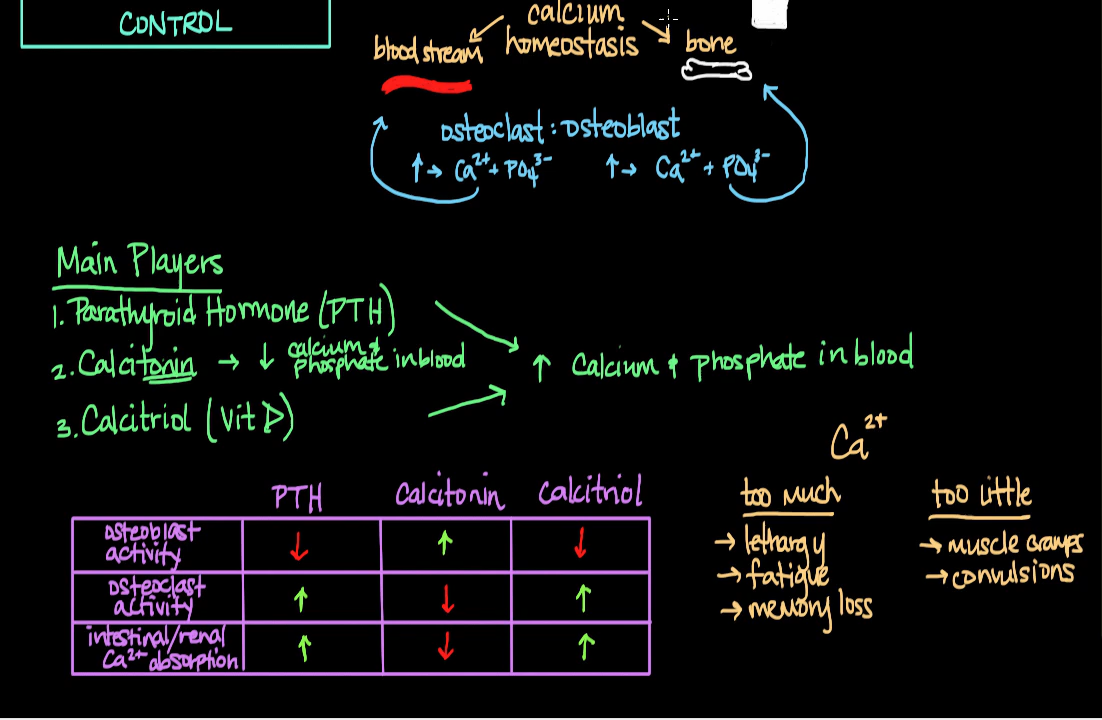 CONTROL
calcium
homeostasis
blood stream
bone
osteoclast : osteoblast
↑ → Ca²⁺ + PO₄³⁻
↑ → Ca²⁺ + PO₄³⁻
Main Players
1. Parathyroid Hormone (PTH)
2. Calcitonin → ↓ calcium & phosphate in blood
3. Calcitriol (Vit D)
↑ Calcium & phosphate in blood
PTH Calcitonin Calcitriol
osteoblast activity ↓ ↑ ↓
osteoclast activity ↑ ↓ ↑
intestinal/renal Ca²⁺ absorption ↑ ↓ ↑
Ca²⁺
too much
→ lethargy
→ fatigue
→ memory loss
too little
→ muscle cramps
→ convulsions